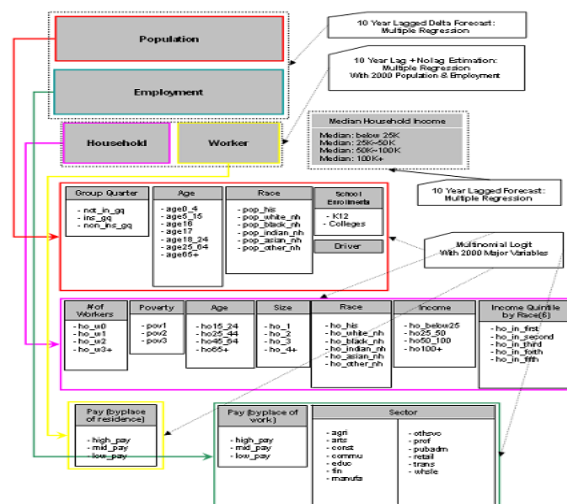 Population
10 Year Lagged Delta Forecast:
Multiple Regression
Employment
10 Year Lag + Nolag Estimation:
Multiple Regression
With 2000 Population & Employment
Household
Worker
Median Household Income
Median: below 25K
Median: 25K~50K
Median: 50K~100K
Median: 100K+
10 Year Lagged Forecast:
Multiple Regression
Group Quarter
- not_in_gq
- ins_gq
- non_ins_gq
Age
- age0_4
- age5_15
- age16
- age17
- age18_24
- age25_64
- age65+
Race
- pop_his
- pop_white_nh
- pop_black_nh
- pop_indian_nh
- pop_asian_nh
- pop_other_nh
School
Enrollments
- K12
- Colleges
Driver
Multinomial Logit
With 2000 Major Variables
# of
Workers
- ho_w0
- ho_w1
- ho_w2
- ho_w3+
Poverty
- pov1
- pov2
- pov3
Age
- ho15_24
- ho25_44
- ho45_64
- ho65+
Size
- ho_1
- ho_2
- ho_3
- ho_4+
Race
- ho_his
- ho_white_nh
- ho_black_nh
- ho_indian_nh
- ho_asian_nh
- ho_other_nh
Income
- ho_below25
- ho25_50
- ho50_100
- ho100+
Income Quintile
by Race(6)
- ho_in_first
- ho_in_second
- ho_in_third
- ho_in_forth
- ho_in_fifth
Pay (by place
of residence)
- high_pay
- mid_pay
- low_pay
Pay (by place of
work)
- high_pay
- mid_pay
- low_pay
Sector
- agri
- arts
- const
- commu
- educ
- fin
- manufa
- othsvc
- prof
- pubadm
- retail
- trans
- whsle